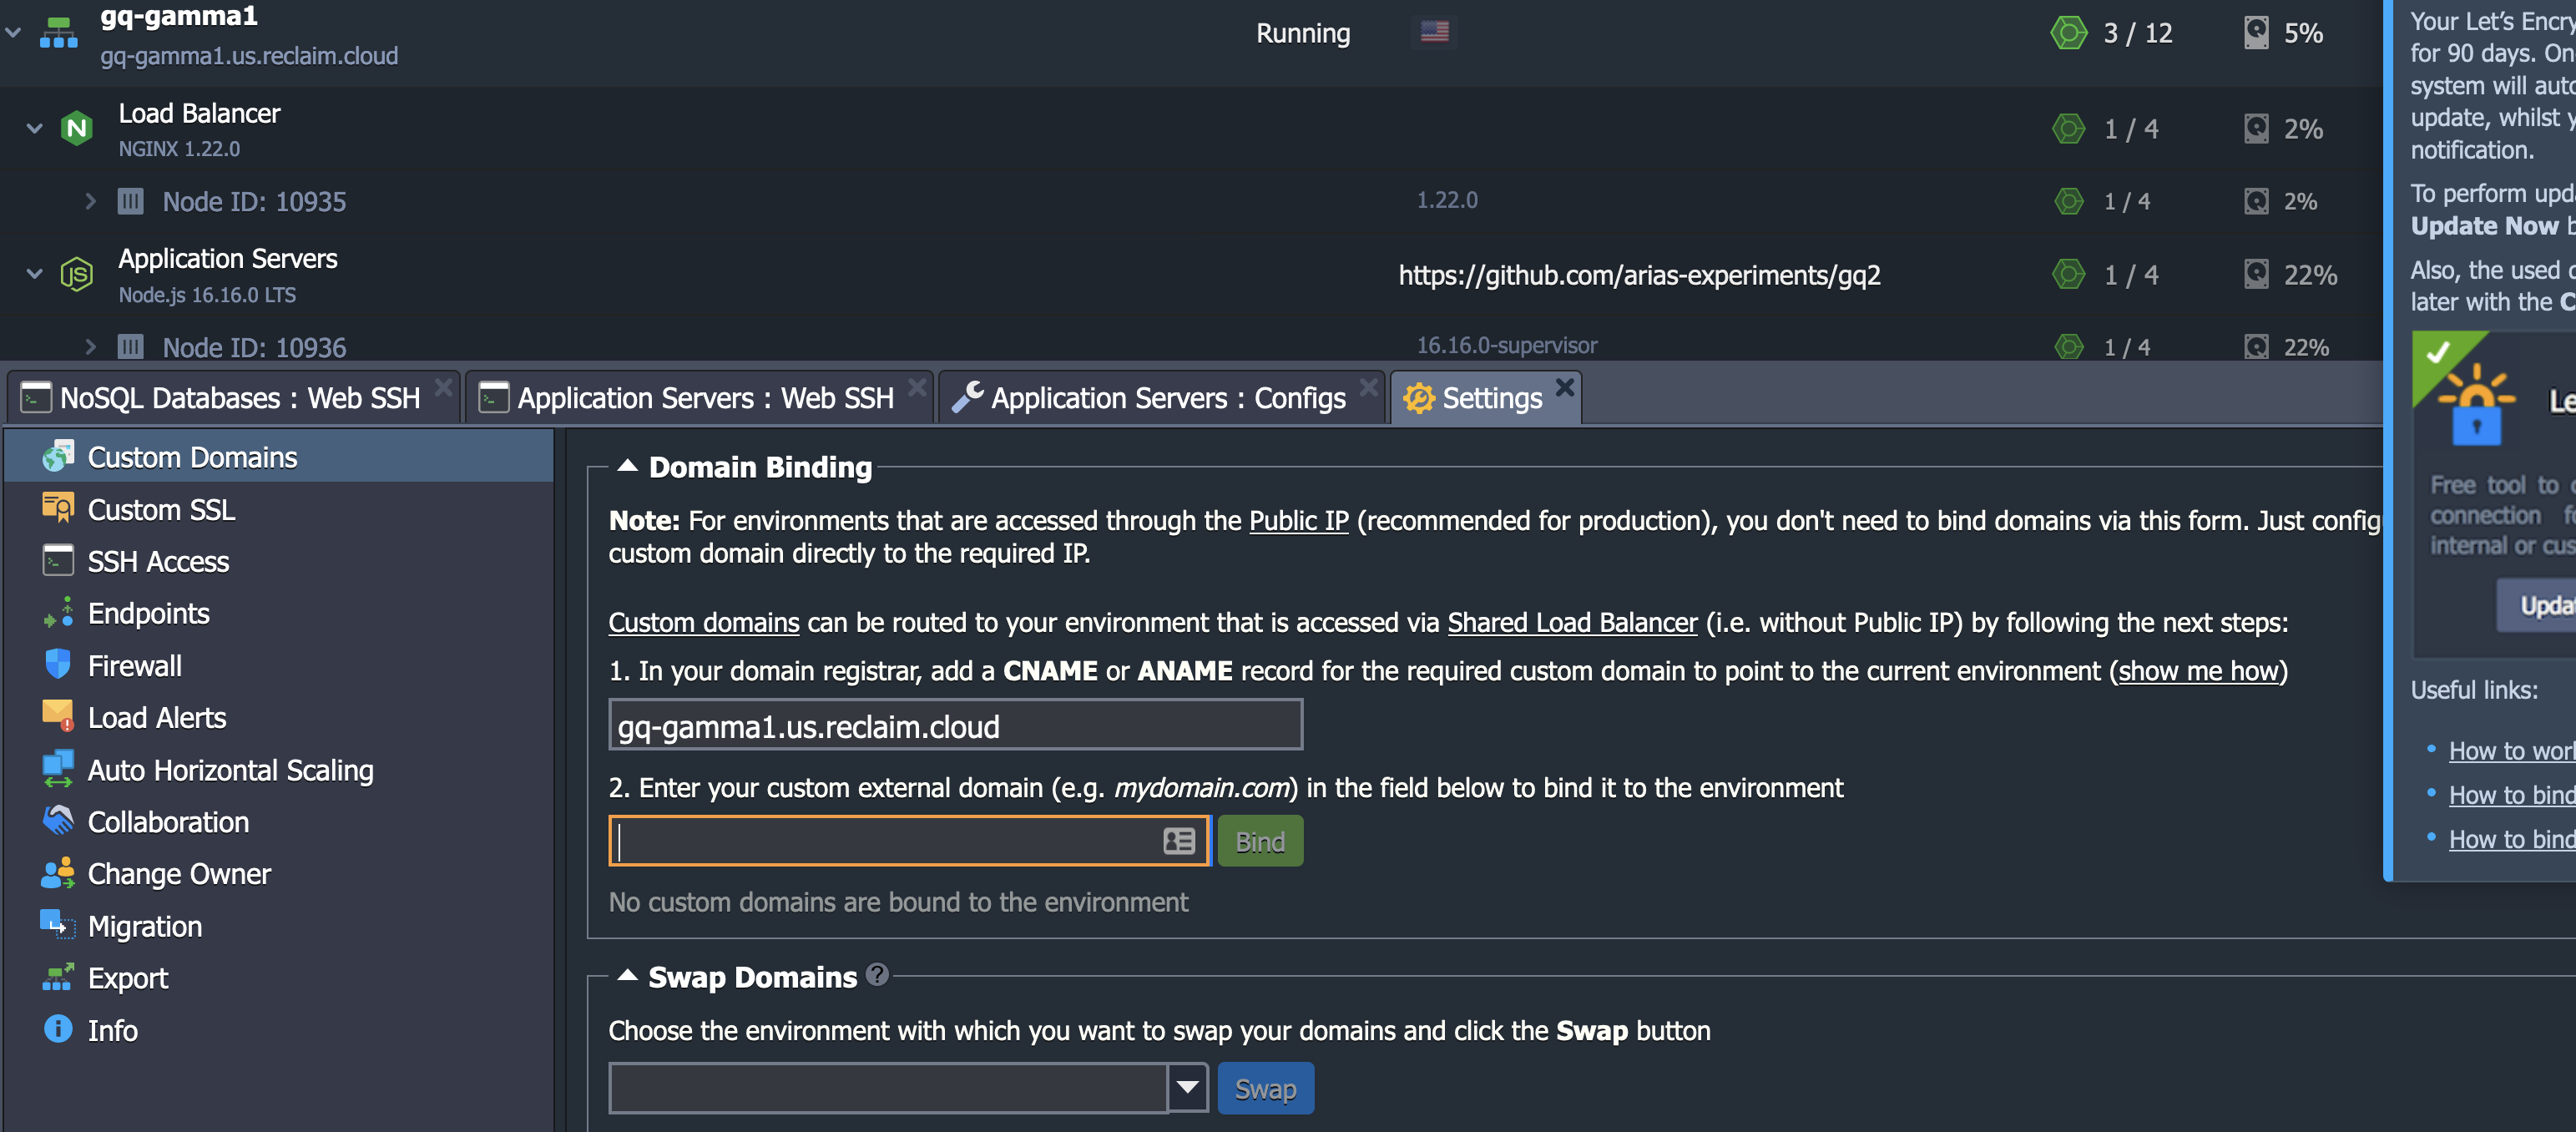 gq-gamma1
gq-gamma1.us.reclaim.cloud
Running
3 / 12
5%
Load Balancer
NGINX 1.22.0
1 / 4
2%
Node ID: 10935
1.22.0
1 / 4
2%
Application Servers
Node.js 16.16.0 LTS
https://github.com/arias-experiments/gq2
1 / 4
22%
Node ID: 10936
16.16.0-supervisor
1 / 4
22%
NoSQL Databases : Web SSH
Application Servers : Web SSH
Application Servers : Configs
Settings
Custom Domains
Custom SSL
SSH Access
Endpoints
Firewall
Load Alerts
Auto Horizontal Scaling
Collaboration
Change Owner
Migration
Export
Info
Domain Binding
Note: For environments that are accessed through the Public IP (recommended for production), you don't need to bind domains via this form. Just config
custom domain directly to the required IP.
Custom domains can be routed to your environment that is accessed via Shared Load Balancer (i.e. without Public IP) by following the next steps:
1. In your domain registrar, add a CNAME or ANAME record for the required custom domain to point to the current environment (show me how)
gq-gamma1.us.reclaim.cloud
2. Enter your custom external domain (e.g. mydomain.com) in the field below to bind it to the environment
Bind
No custom domains are bound to the environment
Swap Domains
Choose the environment with which you want to swap your domains and click the Swap button
Swap
Your Let’s Encry
for 90 days. On
system will auto
update, whilst y
notification.
To perform upda
Update Now b
Also, the used
later with the C
Le
Free tool to
connection fo
internal or cus
Updat
Useful links:
How to work
How to bind
How to bind